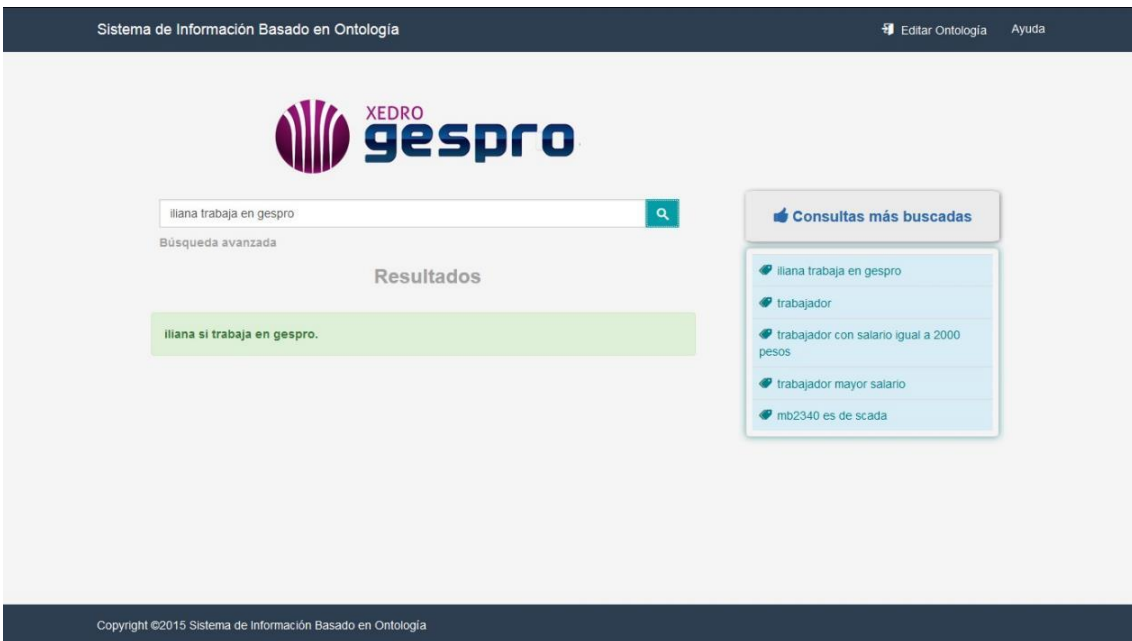 Sistema de Información Basado en Ontología
Editar Ontología
Ayuda
XEDRO
gespro
iliana trabaja en gespro
Búsqueda avanzada
Resultados
iliana si trabaja en gespro.
Consultas más buscadas
iliana trabaja en gespro
trabajador
trabajador con salario igual a 2000
pesos
trabajador mayor salario
mb2340 es de scada
Copyright ©2015 Sistema de Información Basado en Ontología